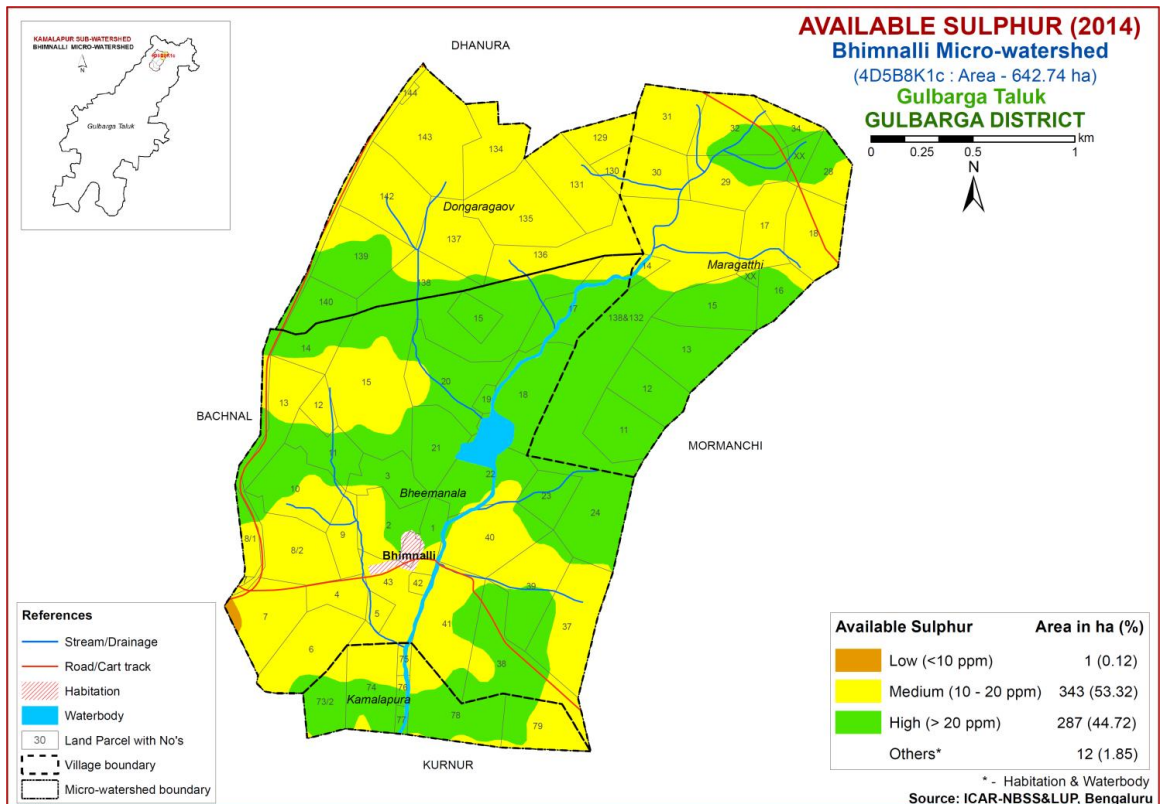 AVAILABLE SULPHUR (2014)
Bhimnalli Micro-watershed
(4D5B8K1c : Area - 642.74 ha)
Gulbarga Taluk
GULBARGA DISTRICT
km
0 0.25 0.5 1
N
KAMALAPUR SUB-WATERSHED
BHIMNALLI MICRO-WATERSHED
N
Gulbarga Taluk
DHANURA
144
143
134
129
31
32
34
XX
28
130
30
29
131
142
Dongaragaov
135
137
136
17
18
139
138
14
Maragatthi
XX
16
140
15
17
138&132
15
14
13
15
20
12
13
12
19
18
BACHNAL
11
MORMANCHI
11
21
3
22
10
Bheemanala
23
24
2
1
8/1
8/2
9
40
Bhimnalli
43
42
39
7
4
5
41
37
6
38
75
74
76
73/2
Kamalapura
77
78
79
KURNUR
References
Stream/Drainage
Road/Cart track
Habitation
Waterbody
30 Land Parcel with No's
Village boundary
Micro-watershed boundary
Available Sulphur Area in ha (%)
Low (<10 ppm) 1 (0.12)
Medium (10 - 20 ppm) 343 (53.32)
High (> 20 ppm) 287 (44.72)
Others* 12 (1.85)
* - Habitation & Waterbody
Source: ICAR-NBSS&LUP, Bengaluru